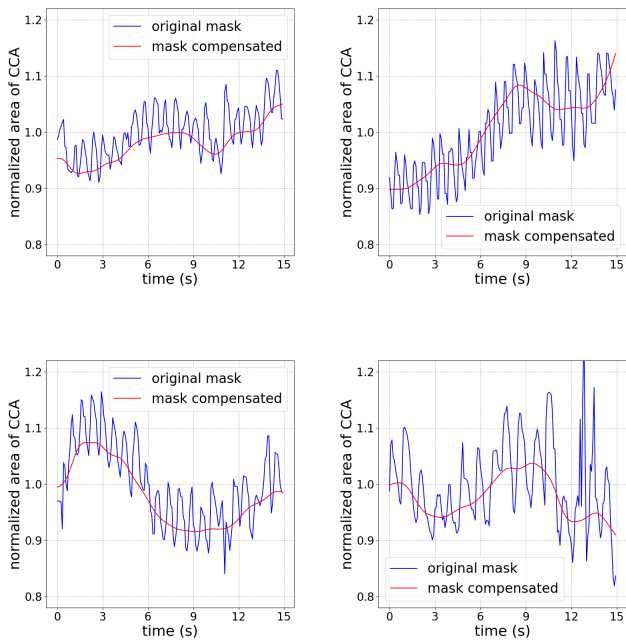 1.2
1.1
1.0
0.9
0.8
normalized area of CCA
original mask
mask compensated
0 3 6 9 12 15
time (s)
1.2
1.1
1.0
0.9
0.8
normalized area of CCA
original mask
mask compensated
0 3 6 9 12 15
time (s)
1.2
1.1
1.0
0.9
0.8
normalized area of CCA
original mask
mask compensated
0 3 6 9 12 15
time (s)
1.2
1.1
1.0
0.9
0.8
normalized area of CCA
original mask
mask compensated
0 3 6 9 12 15
time (s)